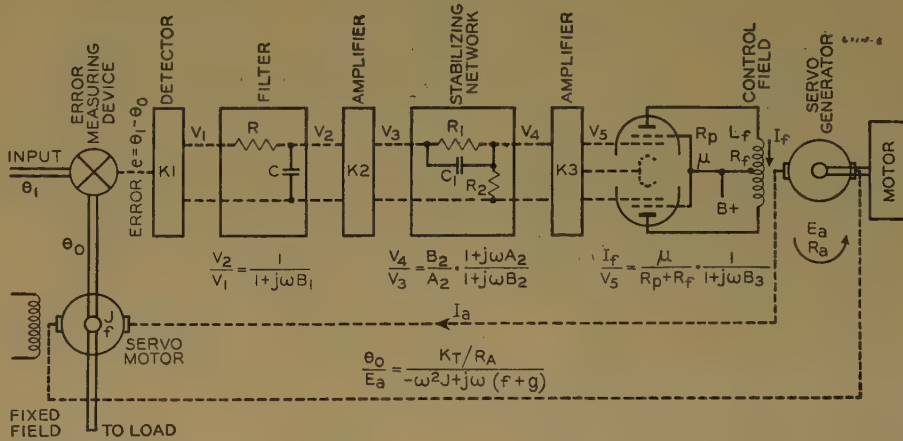 ERROR
MEASURING
DEVICE
DETECTOR
FILTER
AMPLIFIER
STABILIZING
NETWORK
AMPLIFIER
CONTROL
FIELD
SERVO
GENERATOR
INPUT
θ1
ERROR e = θ1-θ0
K1
V1
R
C
V2
K2
V3
R1
C1
R2
V4
K3
V5
Rp
μ
Lf
Rf
If
B+
Ea
Ra
MOTOR
θ0
V2/V1 = 1/(1+jωB1)
V4/V3 = B2/A2 · (1+jωA2)/(1+jωB2)
If/V5 = μ/(Rp+Rf) · 1/(1+jωB3)
J
f
SERVO
MOTOR
Ia
θ0/Ea = (KT/RA)/(-ω²J+jω (f+g))
FIXED
FIELD
TO LOAD